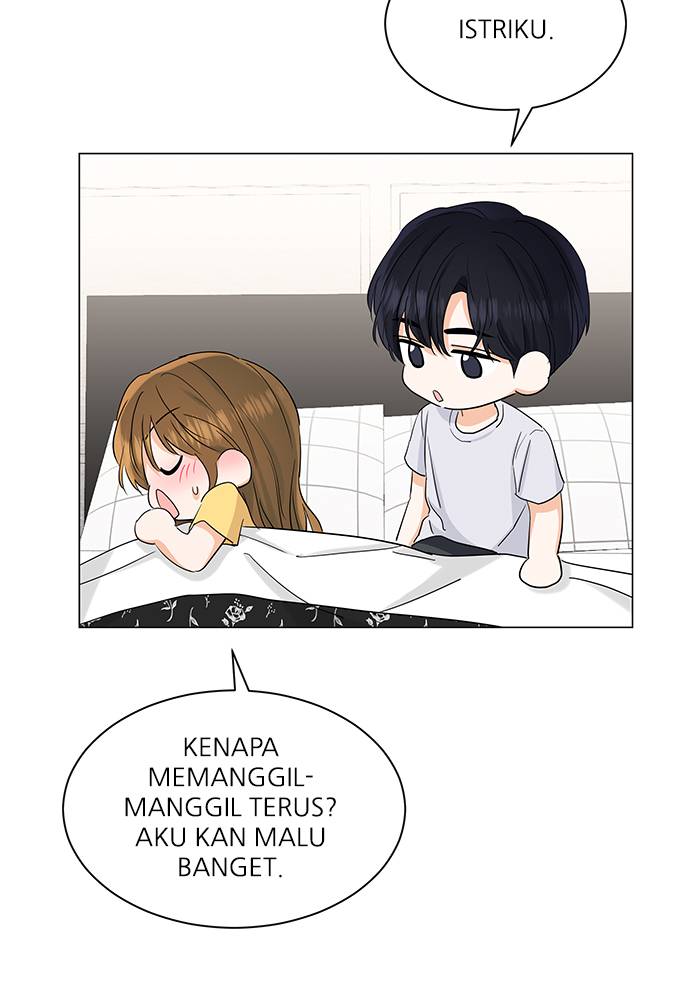 ISTRIKU.
KENAPA
MEMANGGIL-
MANGGIL TERUS?
AKU KAN MALU
BANGET.